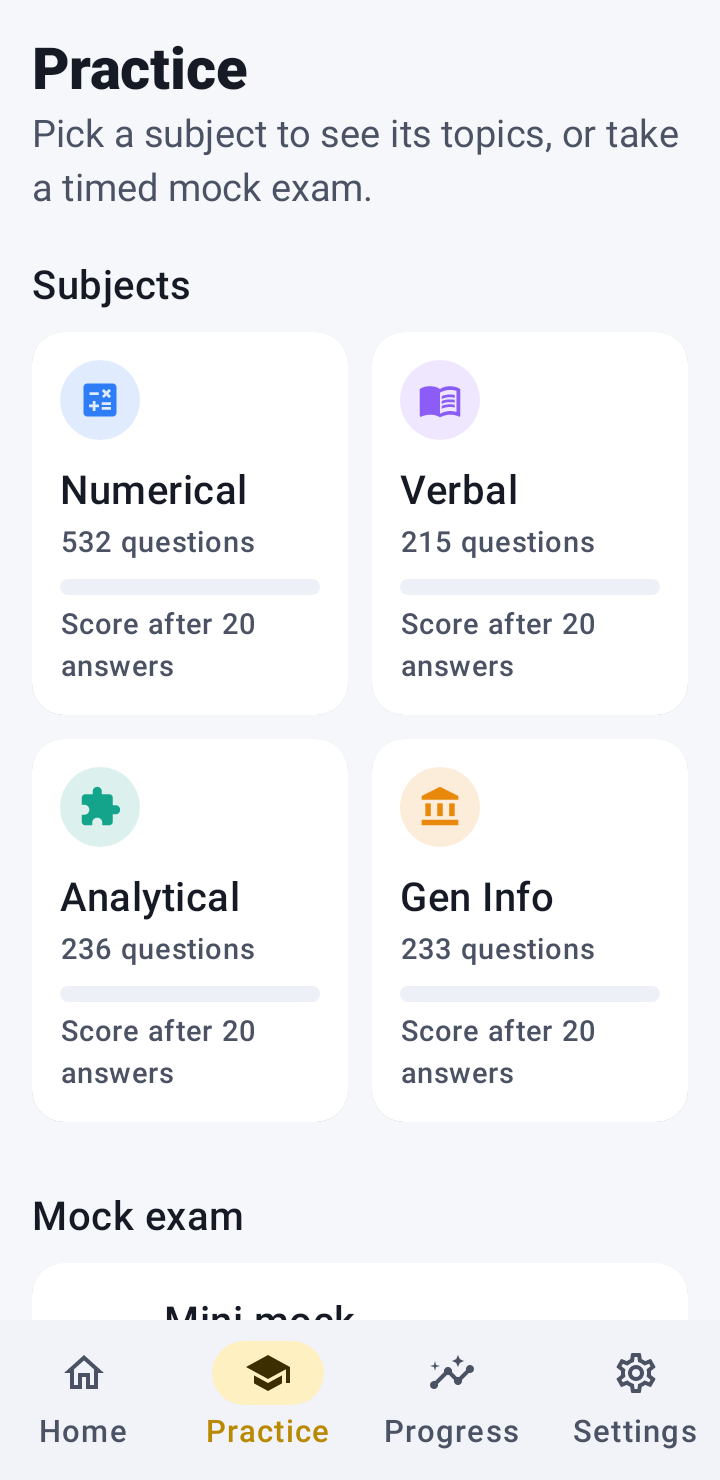 Practice
Pick a subject to see its topics, or take
a timed mock exam.
Subjects
Numerical
532 questions
Score after 20
answers
Verbal
215 questions
Score after 20
answers
Analytical
236 questions
Score after 20
answers
Gen Info
233 questions
Score after 20
answers
Mock exam
Mini mock
Home
Practice
Progress
Settings